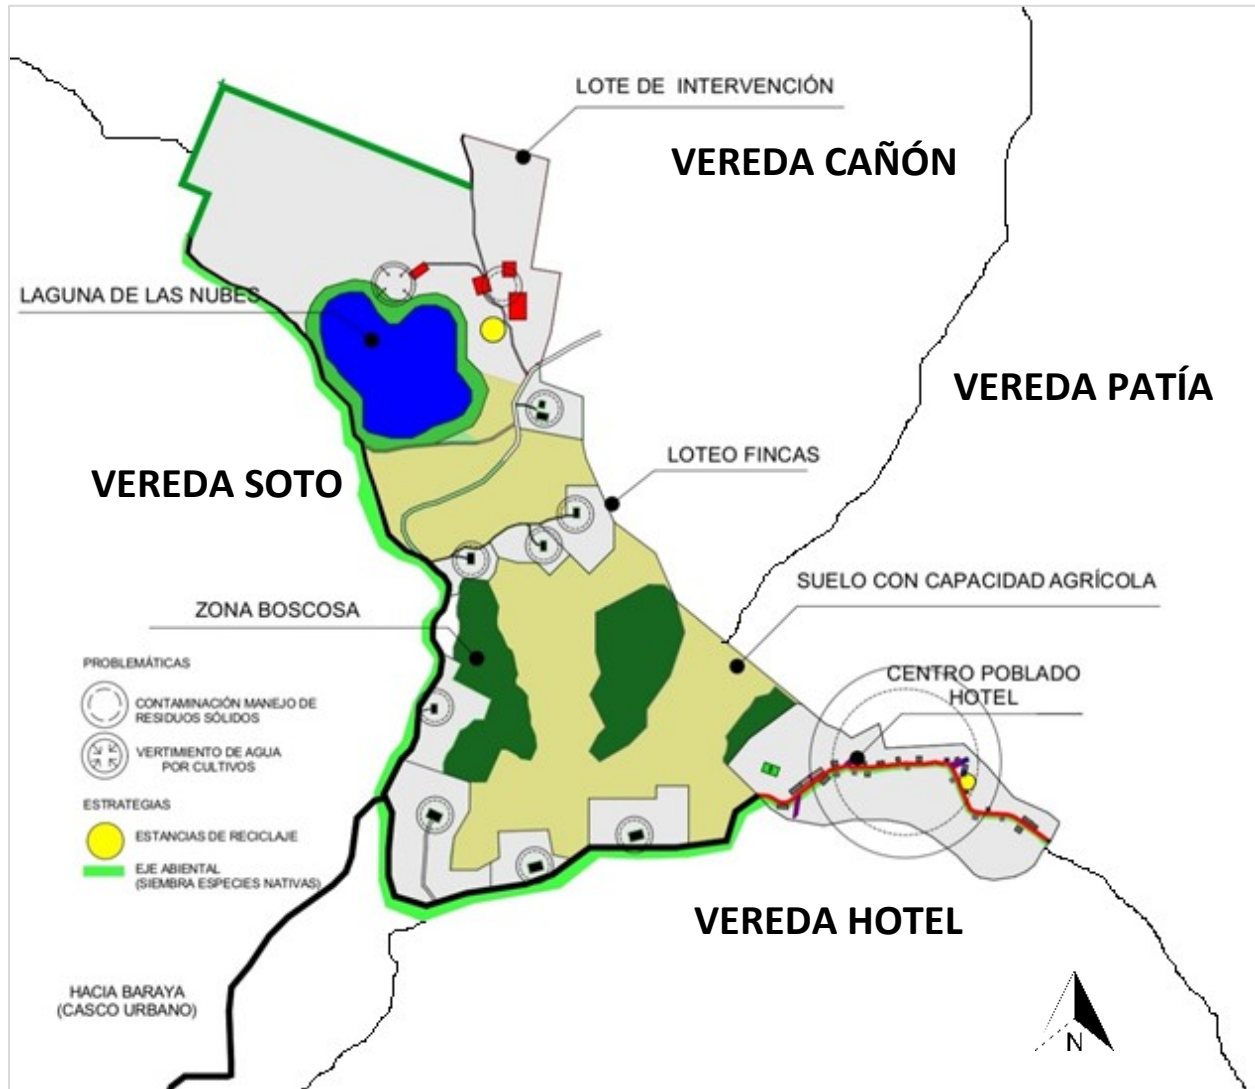 LOTE DE INTERVENCIÓN
VEREDA CAÑÓN
LAGUNA DE LAS NUBES
VEREDA PATÍA
LOTEO FINCAS
VEREDA SOTO
SUELO CON CAPACIDAD AGRÍCOLA
ZONA BOSCOSA
CENTRO POBLADO
HOTEL
PROBLEMÁTICAS
CONTAMINACIÓN MANEJO DE
RESIDUOS SÓLIDOS
VERTIMIENTO DE AGUA
POR CULTIVOS
ESTRATEGIAS
ESTANCIAS DE RECICLAJE
EJE ABIENTAL
(SIEMBRA ESPECIES NATIVAS)
VEREDA HOTEL
HACIA BARAYA
(CASCO URBANO)
N